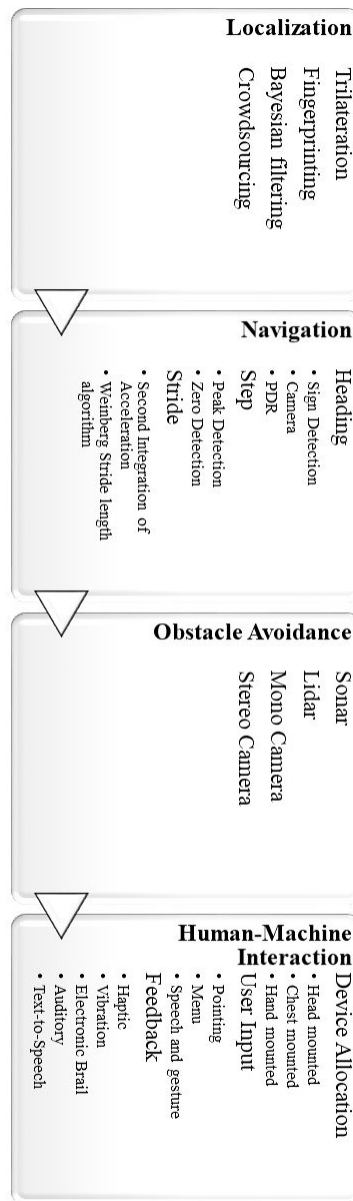 Localization
Trilateration
Fingerprinting
Bayesian filtering
Crowdsourcing
Navigation
Heading
• Sign Detection
• Camera
• PDR
Step
• Peak Detection
• Zero Detection
Stride
• Second Integration of
Acceleration
• Weinberg Stride length
algorithm
Obstacle Avoidance
Sonar
Lidar
Mono Camera
Stereo Camera
Human-Machine
Interaction
Device Allocation
• Head mounted
• Chest mounted
• Hand mounted
User Input
• Pointing
• Menu
• Speech and gesture
Feedback
• Haptic
• Vibration
• Electronic Brail
• Auditory
• Text-to-Speech